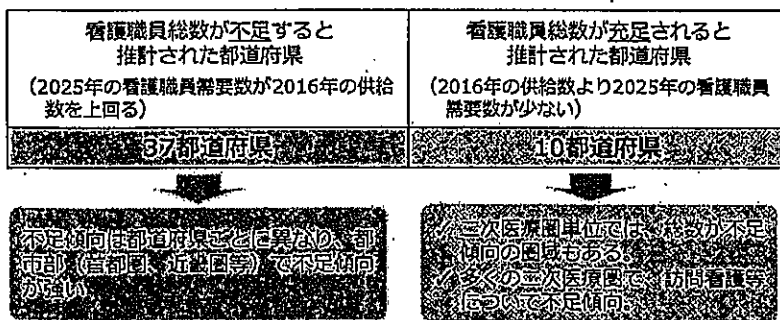 看護職員総数が不足すると
推計された都道府県
(2025年の看護職員需要数が2016年の供給
数を上回る)
37都道府県
不足傾向は都道府県ごとに異なり、都
市部(首都圏、近畿圏等)で不足傾向
が強い
看護職員総数が充足されると
推計された都道府県
(2016年の供給数より2025年の看護職員
需要数が少ない)
10都道府県
✓ 二次医療圏単位では、総数が不足
傾向の圏域もある。
✓ 多くの二次医療圏で、訪問看護等
について不足傾向。